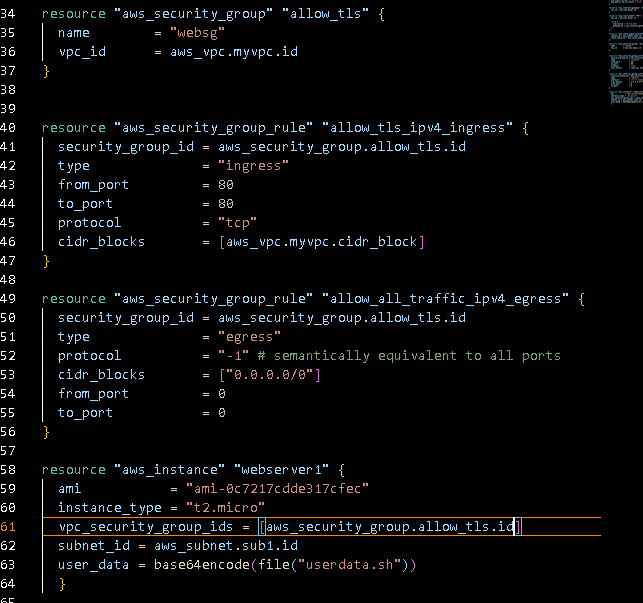 34 resource "aws_security_group" "allow_tls" {
35   name        = "websg"
36   vpc_id      = aws_vpc.myvpc.id
37 }
38
39
40 resource "aws_security_group_rule" "allow_tls_ipv4_ingress" {
41   security_group_id = aws_security_group.allow_tls.id
42   type              = "ingress"
43   from_port         = 80
44   to_port           = 80
45   protocol          = "tcp"
46   cidr_blocks       = [aws_vpc.myvpc.cidr_block]
47 }
48
49 resource "aws_security_group_rule" "allow_all_traffic_ipv4_egress" {
50   security_group_id = aws_security_group.allow_tls.id
51   type              = "egress"
52   protocol          = "-1" # semantically equivalent to all ports
53   cidr_blocks       = ["0.0.0.0/0"]
54   from_port         = 0
55   to_port           = 0
56 }
57
58 resource "aws_instance" "webserver1" {
59   ami           = "ami-0c7217cdde317cfec"
60   instance_type = "t2.micro"
61   vpc_security_group_ids = [aws_security_group.allow_tls.id]
62   subnet_id = aws_subnet.sub1.id
63   user_data = base64encode(file("userdata.sh"))
64   }